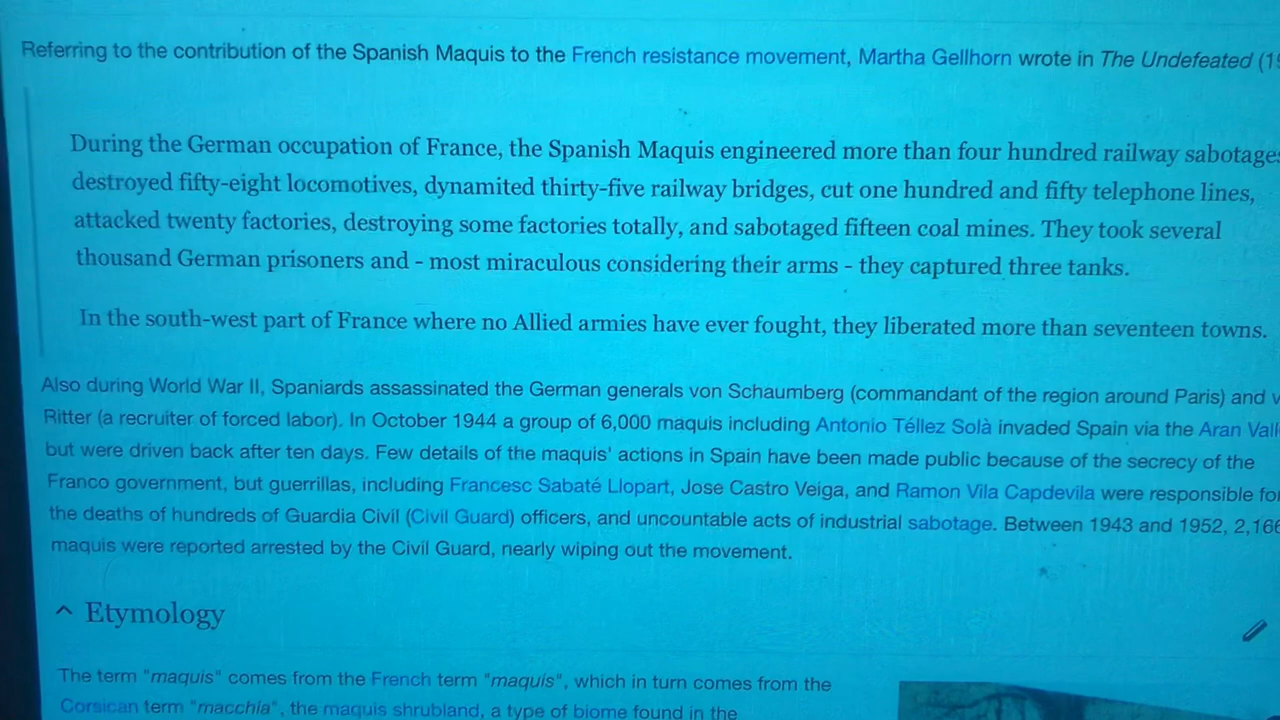 Referring to the contribution of the Spanish Maquis to the French resistance movement, Martha Gellhorn wrote in The Undefeated
During the German occupation of France, the Spanish Maquis engineered more than four hundred railway sabotages
destroyed fifty-eight locomotives, dynamited thirty-five railway bridges, cut one hundred and fifty telephone lines,
attacked twenty factories, destroying some factories totally, and sabotaged fifteen coal mines. They took several
thousand German prisoners and - most miraculous considering their arms - they captured three tanks.
In the south-west part of France where no Allied armies have ever fought, they liberated more than seventeen towns.
Also during World War II, Spaniards assassinated the German generals von Schaumberg (commandant of the region around Paris) and
Ritter (a recruiter of forced labor). In October 1944 a group of 6,000 maquis including Antonio Téllez Solà invaded Spain via the Aran
but were driven back after ten days. Few details of the maquis' actions in Spain have been made public because of the secrecy of the
Franco government, but guerrillas, including Francesc Sabaté Llopart, Jose Castro Veiga, and Ramon Vila Capdevila were responsible for
the deaths of hundreds of Guardia Civil (Civil Guard) officers, and uncountable acts of industrial sabotage. Between 1943 and 1952, 2,166
maquis were reported arrested by the Civil Guard, nearly wiping out the movement.
^ Etymology
The term "maquis" comes from the French term "maquis", which in turn comes from the
Corsican term "macchia", the maquis shrubland, a type of biome found in the